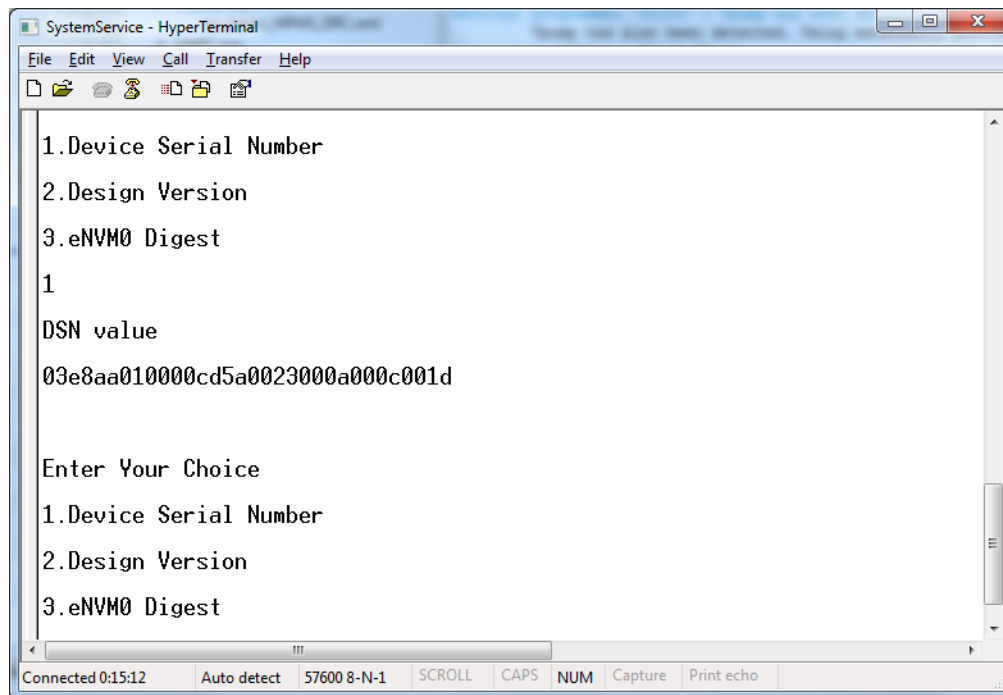 SystemService - HyperTerminal
File Edit View Call Transfer Help
1.Device Serial Number
2.Design Version
3.eNVM0 Digest
1
DSN value
03e8aa010000cd5a0023000a000c001d
Enter Your Choice
1.Device Serial Number
2.Design Version
3.eNVM0 Digest
Connected 0:15:12 Auto detect 57600 8-N-1 SCROLL CAPS NUM Capture Print echo